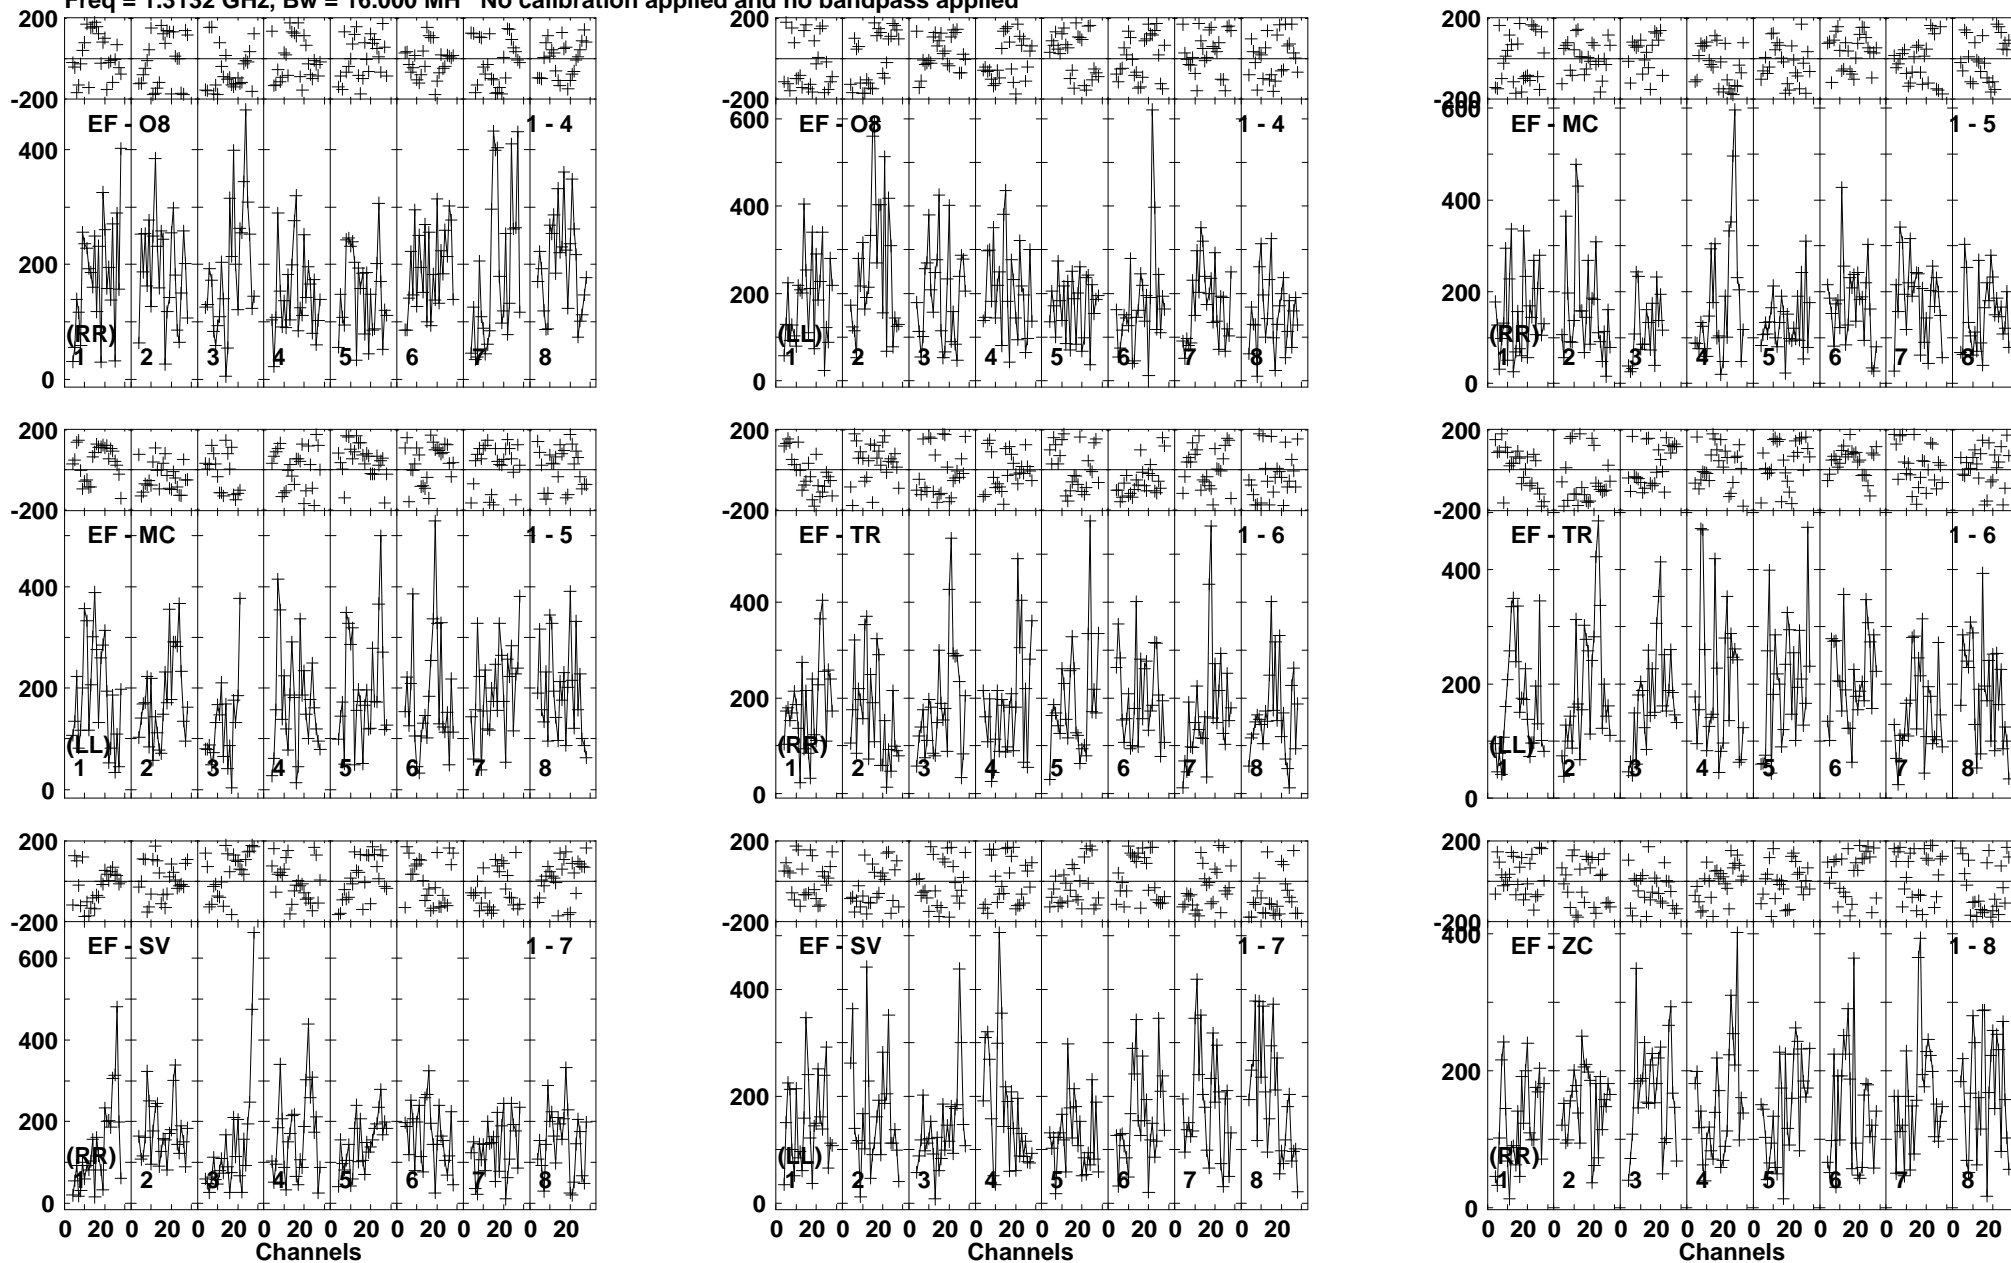 Freq = 1.3132 GHz, Bw = 16.000 MH No calibration applied and no bandpass applied
200 200 200
-200 -200 -200
EF - O8 1 - 4 EF - O8 1 - 4 EF - MC 1 - 5
600 600
400 400 400
200 200 200
(RR) (LL) (RR)
1 2 3 4 5 6 7 8 1 2 3 4 5 6 7 8 1 2 3 4 5 6 7 8
0 0 0
200 200 200
-200 -200 -200
EF - MC 1 - 5 EF - TR 1 - 6 EF - TR 1 - 6
400 400 400
200 200 200
(LL) (RR) (LL)
1 2 3 4 5 6 7 8 1 2 3 4 5 6 7 8 1 2 3 4 5 6 7 8
0 0 0
200 200 200
-200 -200 -200
EF - SV 1 - 7 EF - SV 1 - 7 EF - ZC 1 - 8
600 400
400 400
200 200 200
(RR) (LL) (RR)
1 2 3 4 5 6 7 8 1 2 3 4 5 6 7 8 1 2 3 4 5 6 7 8
0 0 0
0 20 0 20 0 20 0 20 0 20 0 20 0 20 0 20 0 20 0 20 0 20 0 20 0 20 0 20 0 20 0 20 0 20 0 20 0 20 0 20 0 20 0 20 0 20 0 20
Channels Channels Channels